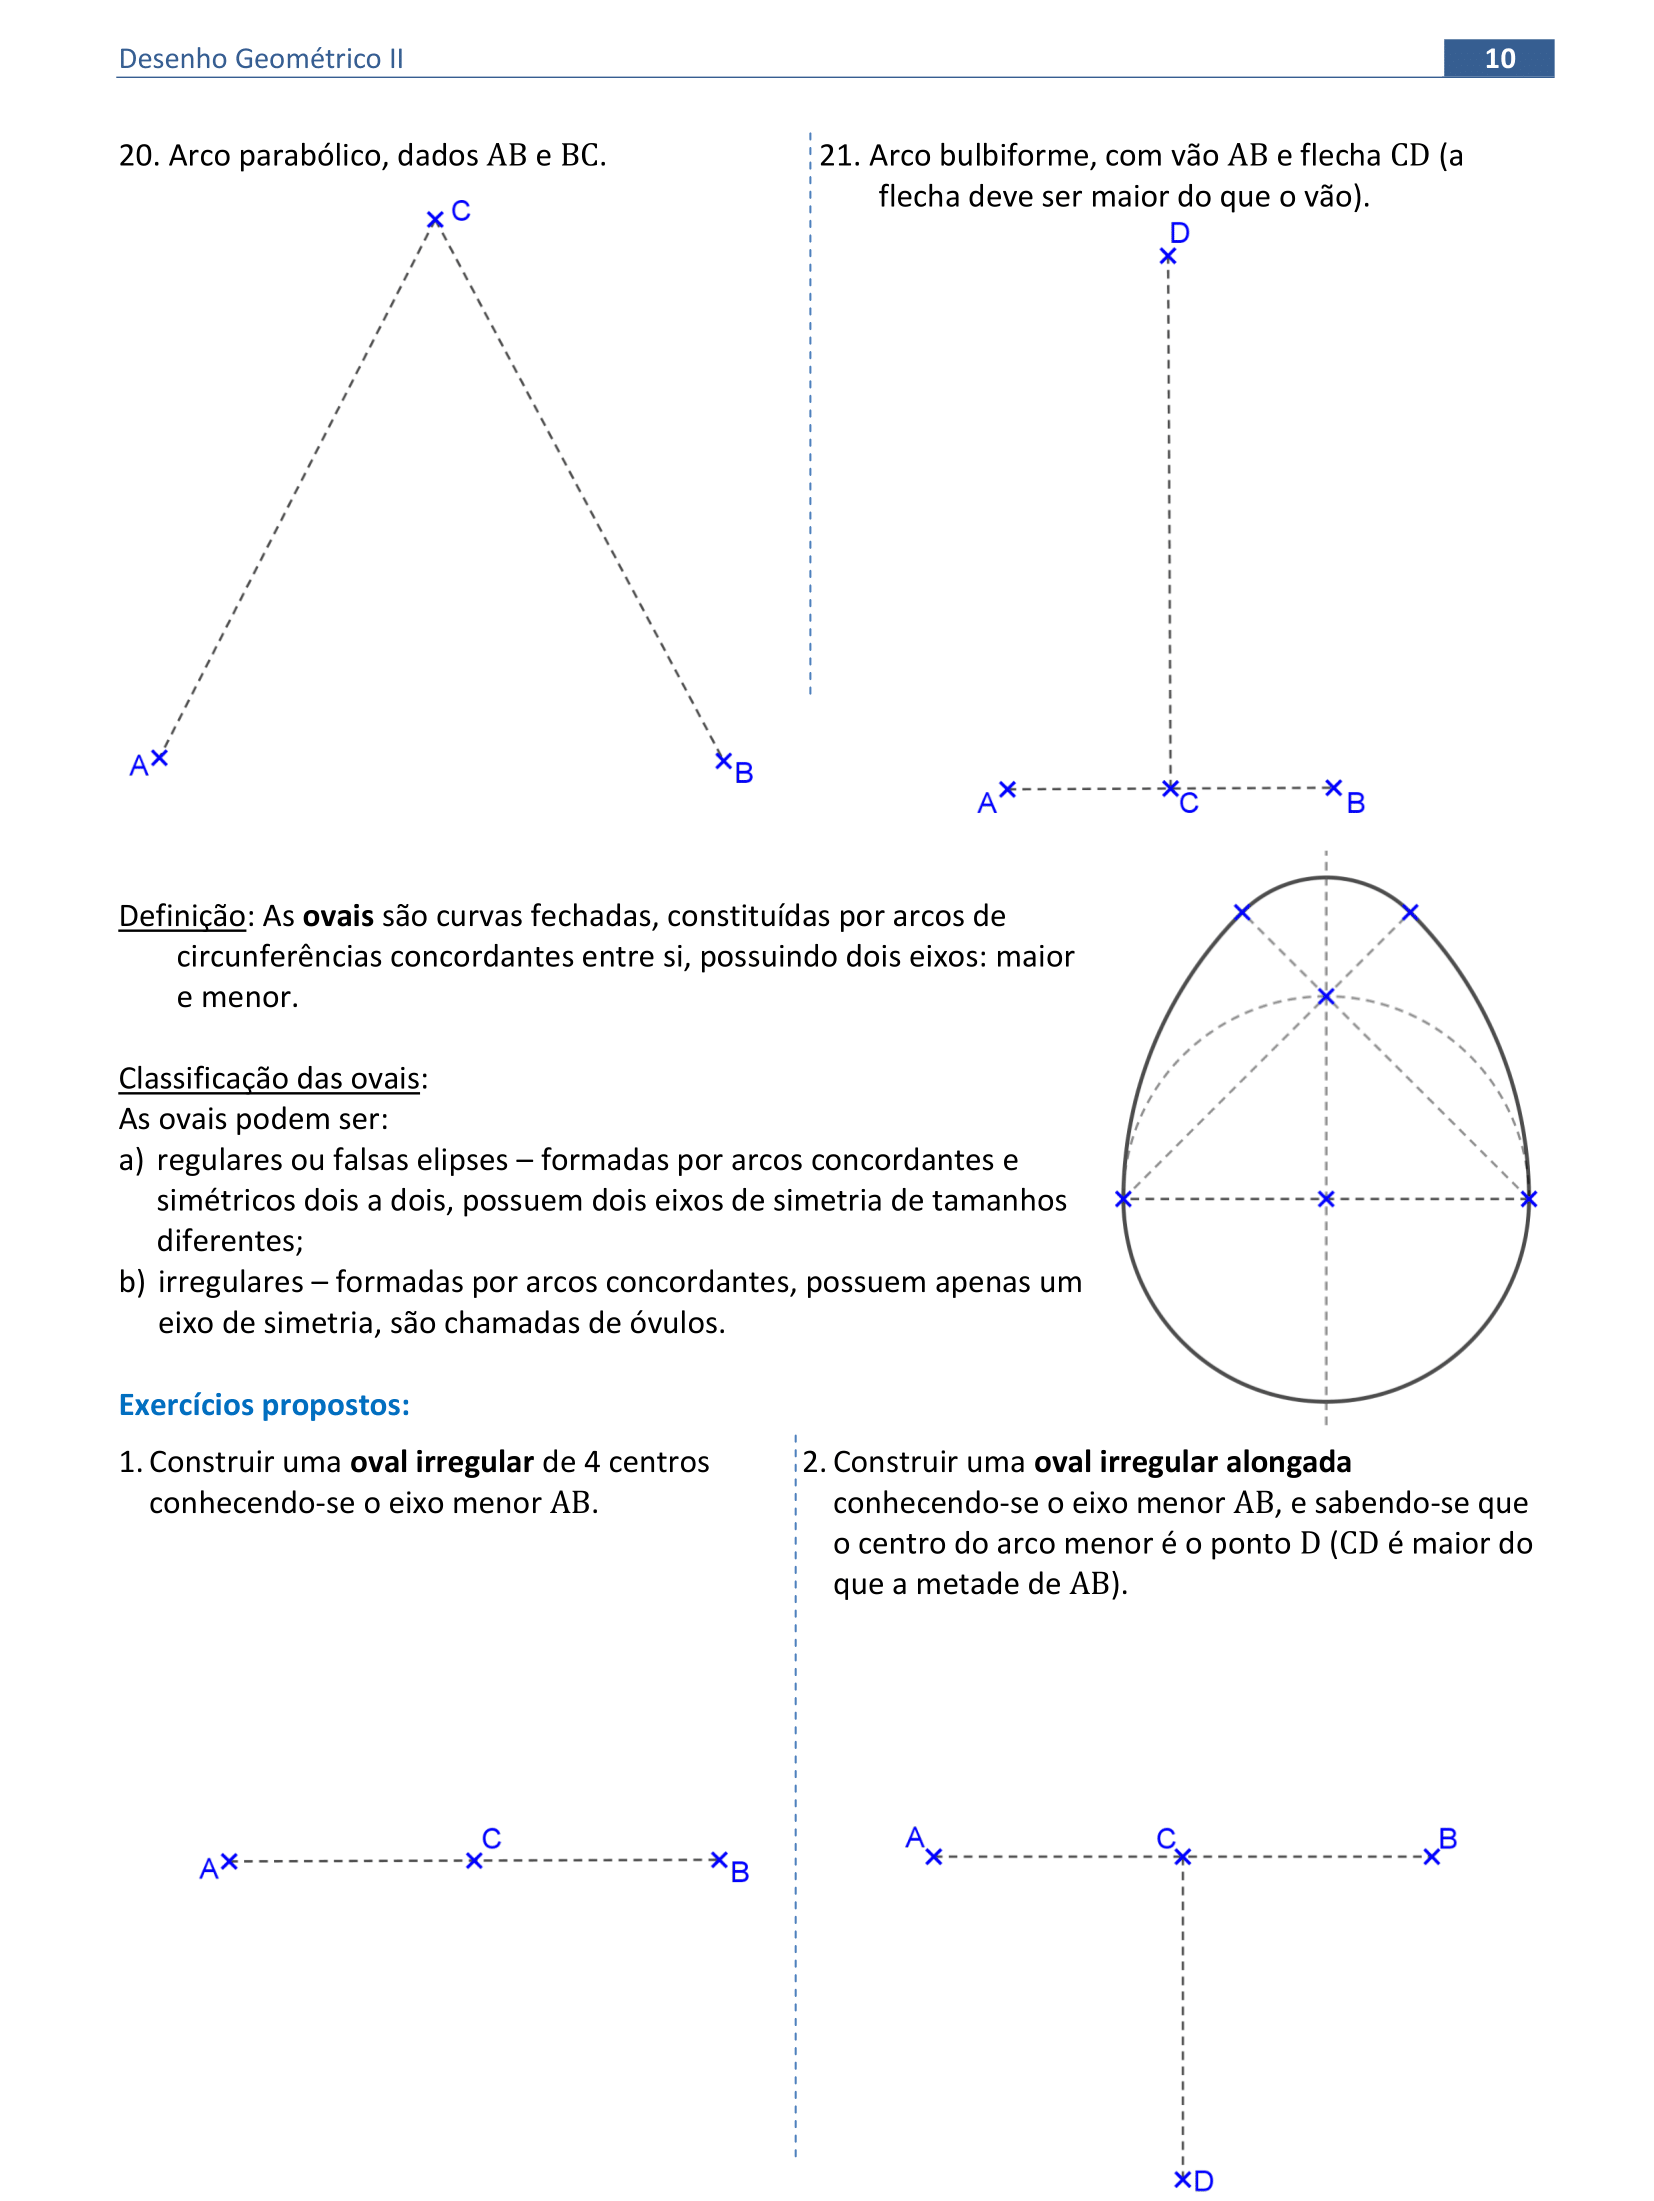 Desenho Geométrico II
10
20. Arco parabólico, dados AB e BC.
C
A
B
21. Arco bulbiforme, com vão AB e flecha CD (a
flecha deve ser maior do que o vão).
D
A
C
B
Definição: As ovais são curvas fechadas, constituídas por arcos de
circunferências concordantes entre si, possuindo dois eixos: maior
e menor.
Classificação das ovais:
As ovais podem ser:
a) regulares ou falsas elipses – formadas por arcos concordantes e
simétricos dois a dois, possuem dois eixos de simetria de tamanhos
diferentes;
b) irregulares – formadas por arcos concordantes, possuem apenas um
eixo de simetria, são chamadas de óvulos.
Exercícios propostos:
1. Construir uma oval irregular de 4 centros
conhecendo-se o eixo menor AB.
A
C
B
2. Construir uma oval irregular alongada
conhecendo-se o eixo menor AB, e sabendo-se que
o centro do arco menor é o ponto D (CD é maior do
que a metade de AB).
A
C
B
D